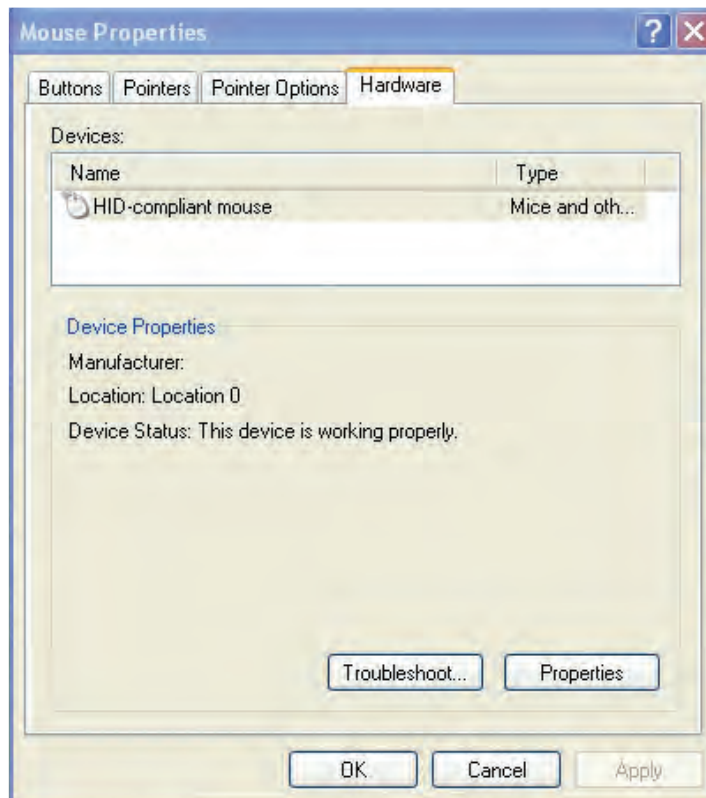 Mouse Properties
? X
Buttons Pointers Pointer Options Hardware
Devices:
Name Type
HID-compliant mouse Mice and oth...
Device Properties
Manufacturer:
Location: Location 0
Device Status: This device is working properly.
Troubleshoot... Properties
OK Cancel Apply